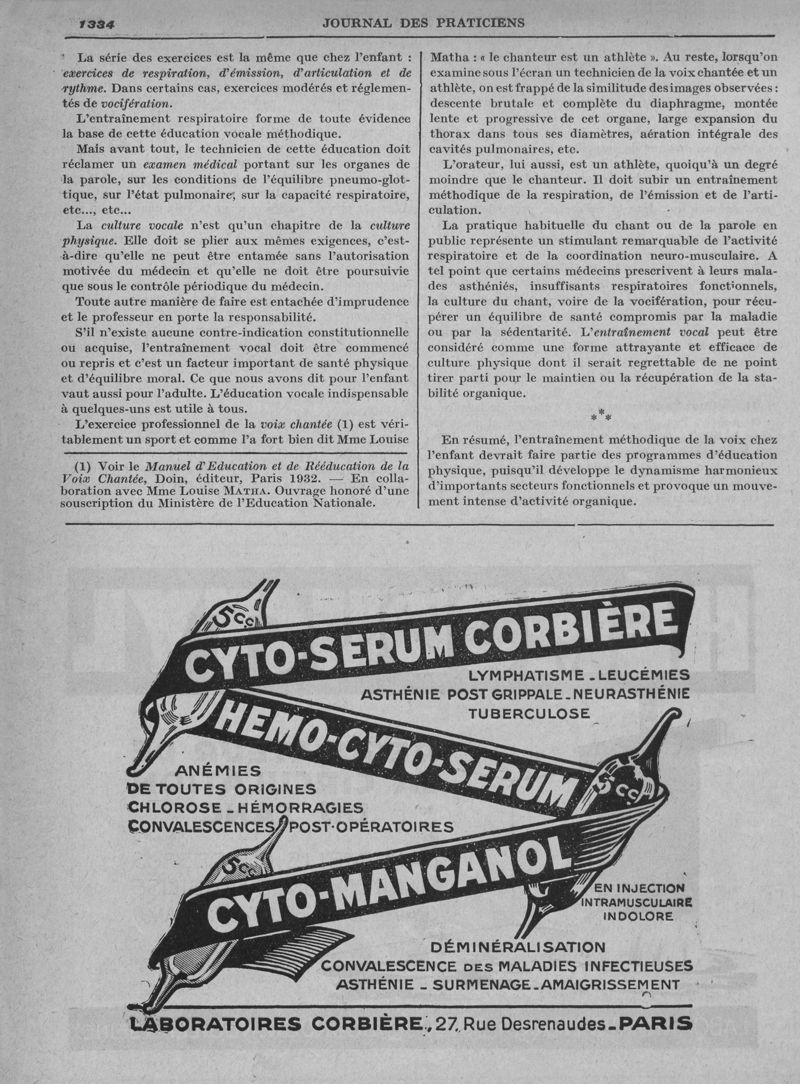 1334
JOURNAL DES PRATICIENS
La série des exercices est la même que chez l'enfant :
exercices de respiration, d'émission, d'articulation et de
rythme. Dans certains cas, exercices modérés et réglemen-
tés de vocifération.
L'entraînement respiratoire forme de toute évidence
la base de cette éducation vocale méthodique.
Mais avant tout, le technicien de cette éducation doit
réclamer un examen médical portant sur les organes de
la parole, sur les conditions de l'équilibre pneumo-glot-
tique, sur l'état pulmonaire, sur la capacité respiratoire,
etc..., etc...
La culture vocale n'est qu'un chapitre de la culture
physique. Elle doit se plier aux mêmes exigences, c'est-
à-dire qu'elle ne peut être entamée sans l'autorisation
motivée du médecin et qu'elle ne doit être poursuivie
que sous le contrôle périodique du médecin.
Toute autre manière de faire est entachée d'imprudence
et le professeur en porte la responsabilité.
S'il n'existe aucune contre-indication constitutionnelle
ou acquise, l'entraînement vocal doit être commencé
ou repris et c'est un facteur important de santé physique
et d'équilibre moral. Ce que nous avons dit pour l'enfant
vaut aussi pour l'adulte. L'éducation vocale indispensable
à quelques-uns est utile à tous.
L'exercice professionnel de la voix chantée (1) est véri-
tablement un sport et comme l'a fort bien dit Mme Louise
(1) Voir le Manuel d'Education et de Rééducation de la
Voix Chantée, Doin, éditeur, Paris 1932. — En colla-
boration avec Mme Louise MATHA. Ouvrage honoré d'une
souscription du Ministère de l'Education Nationale.
Matha : « le chanteur est un athlète ». Au reste, lorsqu'on
examine sous l'écran un technicien de la voix chantée et un
athlète, on est frappé de la similitude des images observées :
descente brutale et complète du diaphragme, montée
lente et progressive de cet organe, large expansion du
thorax dans tous ses diamètres, aération intégrale des
cavités pulmonaires, etc.
L'orateur, lui aussi, est un athlète, quoiqu'à un degré
moindre que le chanteur. Il doit subir un entraînement
méthodique de la respiration, de l'émission et de l'arti-
culation.
La pratique habituelle du chant ou de la parole en
public représente un stimulant remarquable de l'activité
respiratoire et de la coordination neuro-musculaire. A
tel point que certains médecins prescrivent à leurs mala-
des asthéniés, insuffisants respiratoires fonctionnels,
la culture du chant, voire de la vocifération, pour récu-
pérer un équilibre de santé compromis par la maladie
ou par la sédentarité. L'entraînement vocal peut être
considéré comme une forme attrayante et efficace de
culture physique dont il serait regrettable de ne point
tirer parti pour le maintien ou la récupération de la sta-
bilité organique.
***
En résumé, l'entraînement méthodique de la voix chez
l'enfant devrait faire partie des programmes d'éducation
physique, puisqu'il développe le dynamisme harmonieux
d'importants secteurs fonctionnels et provoque un mouve-
ment intense d'activité organique.
5cc
CYTO-SERUM CORBIÈRE
LYMPHATISME - LEUCÉMIES
ASTHÉNIE POST GRIPPALE - NEURASTHÉNIE
TUBERCULOSE
HEMO-CYTO-SERUM
5cc
ANÉMIES
DE TOUTES ORIGINES
CHLOROSE - HÉMORRAGIES
CONVALESCENCES POST-OPÉRATOIRES
5cc
CYTO-MANGANOL
EN INJECTION
INTRAMUSCULAIRE
INDOLORE
DÉMINÉRALISATION
CONVALESCENCE DES MALADIES INFECTIEUSES
ASTHÉNIE - SURMENAGE - AMAIGRISSEMENT
LABORATOIRES CORBIÈRE, 27, Rue Desrenaudes - PARIS